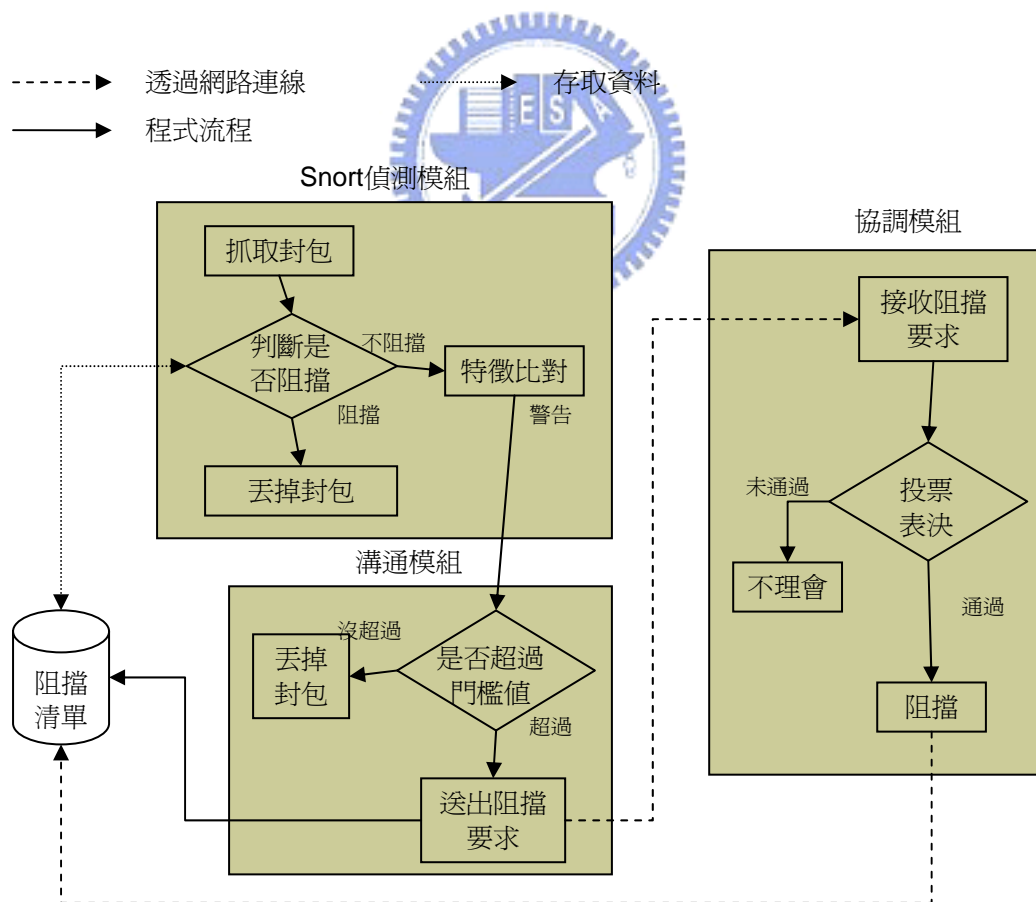 透過網路連線
存取資料
程式流程
E S A
Snort偵測模組
抓取封包
判斷是
否阻擋
不阻擋
阻擋
特徵比對
警告
丟掉封包
協調模組
接收阻擋
要求
投票
表決
未通過
不理會
通過
阻擋
溝通模組
沒超過
丟掉
封包
是否超過
門檻值
超過
送出阻擋
要求
阻擋
清單